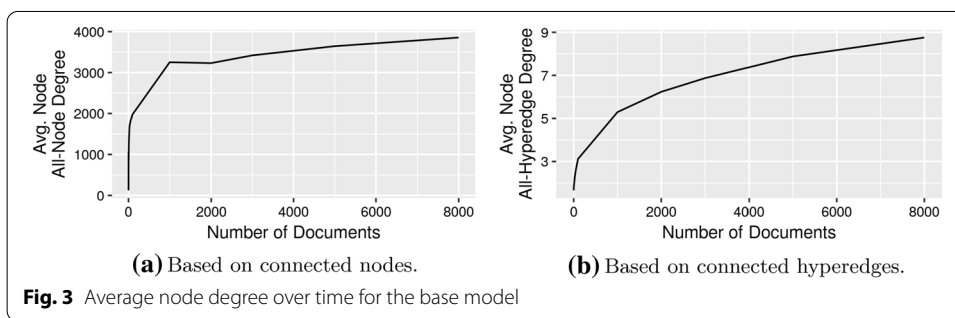 4000
3000
2000
1000
0
Avg. Node
All-Node Degree
0 2000 4000 6000 8000
Number of Documents
(a) Based on connected nodes.
9
7
5
3
Avg. Node
All-Hyperedge Degree
0 2000 4000 6000 8000
Number of Documents
(b) Based on connected hyperedges.
Fig. 3 Average node degree over time for the base model